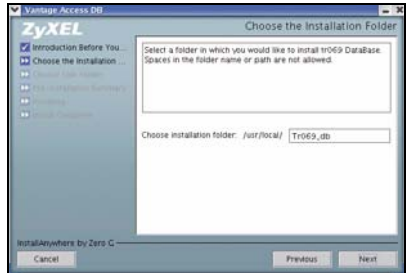 Vantage Access DB
ZyXEL
Choose the Installation Folder
Introduction Before You...
Choose the Installation ...
Select a folder in which you would like to install tr069 DataBase.
Spaces in the folder name or path are not allowed.
Choose installation folder: /usr/local/ Tr069_db
InstallAnywhere by Zero G
Cancel
Previous
Next